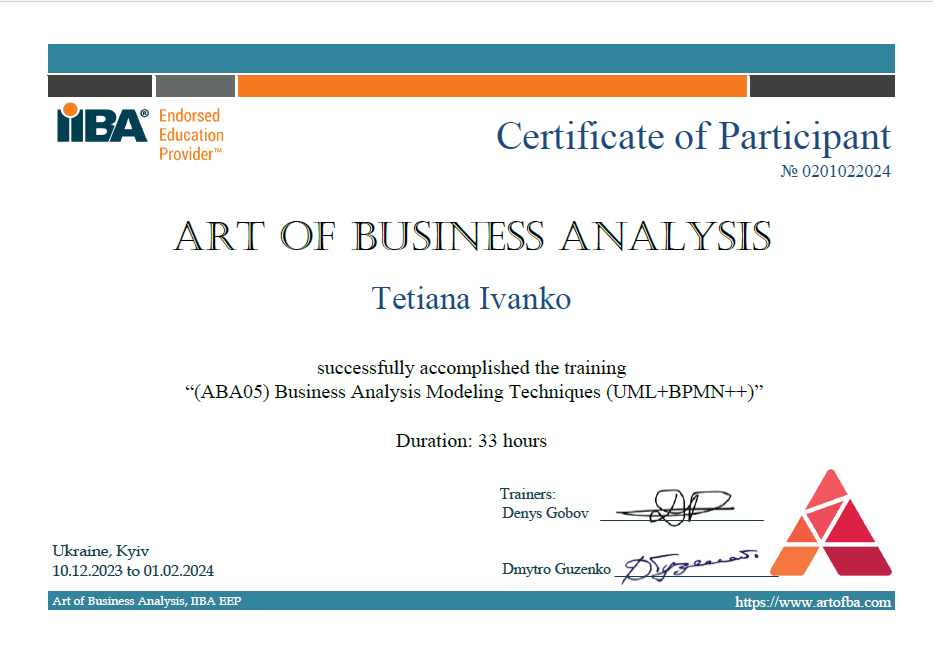 IIBA® Endorsed
Education
Provider™
Certificate of Participant
№ 0201022024
ART OF BUSINESS ANALYSIS
Tetiana Ivanko
successfully accomplished the training
“(ABA05) Business Analysis Modeling Techniques (UML+BPMN++)”
Duration: 33 hours
Trainers:
Denys Gobov
Dmytro Guzenko
Ukraine, Kyiv
10.12.2023 to 01.02.2024
Art of Business Analysis, IIBA EEP
https://www.artofba.com